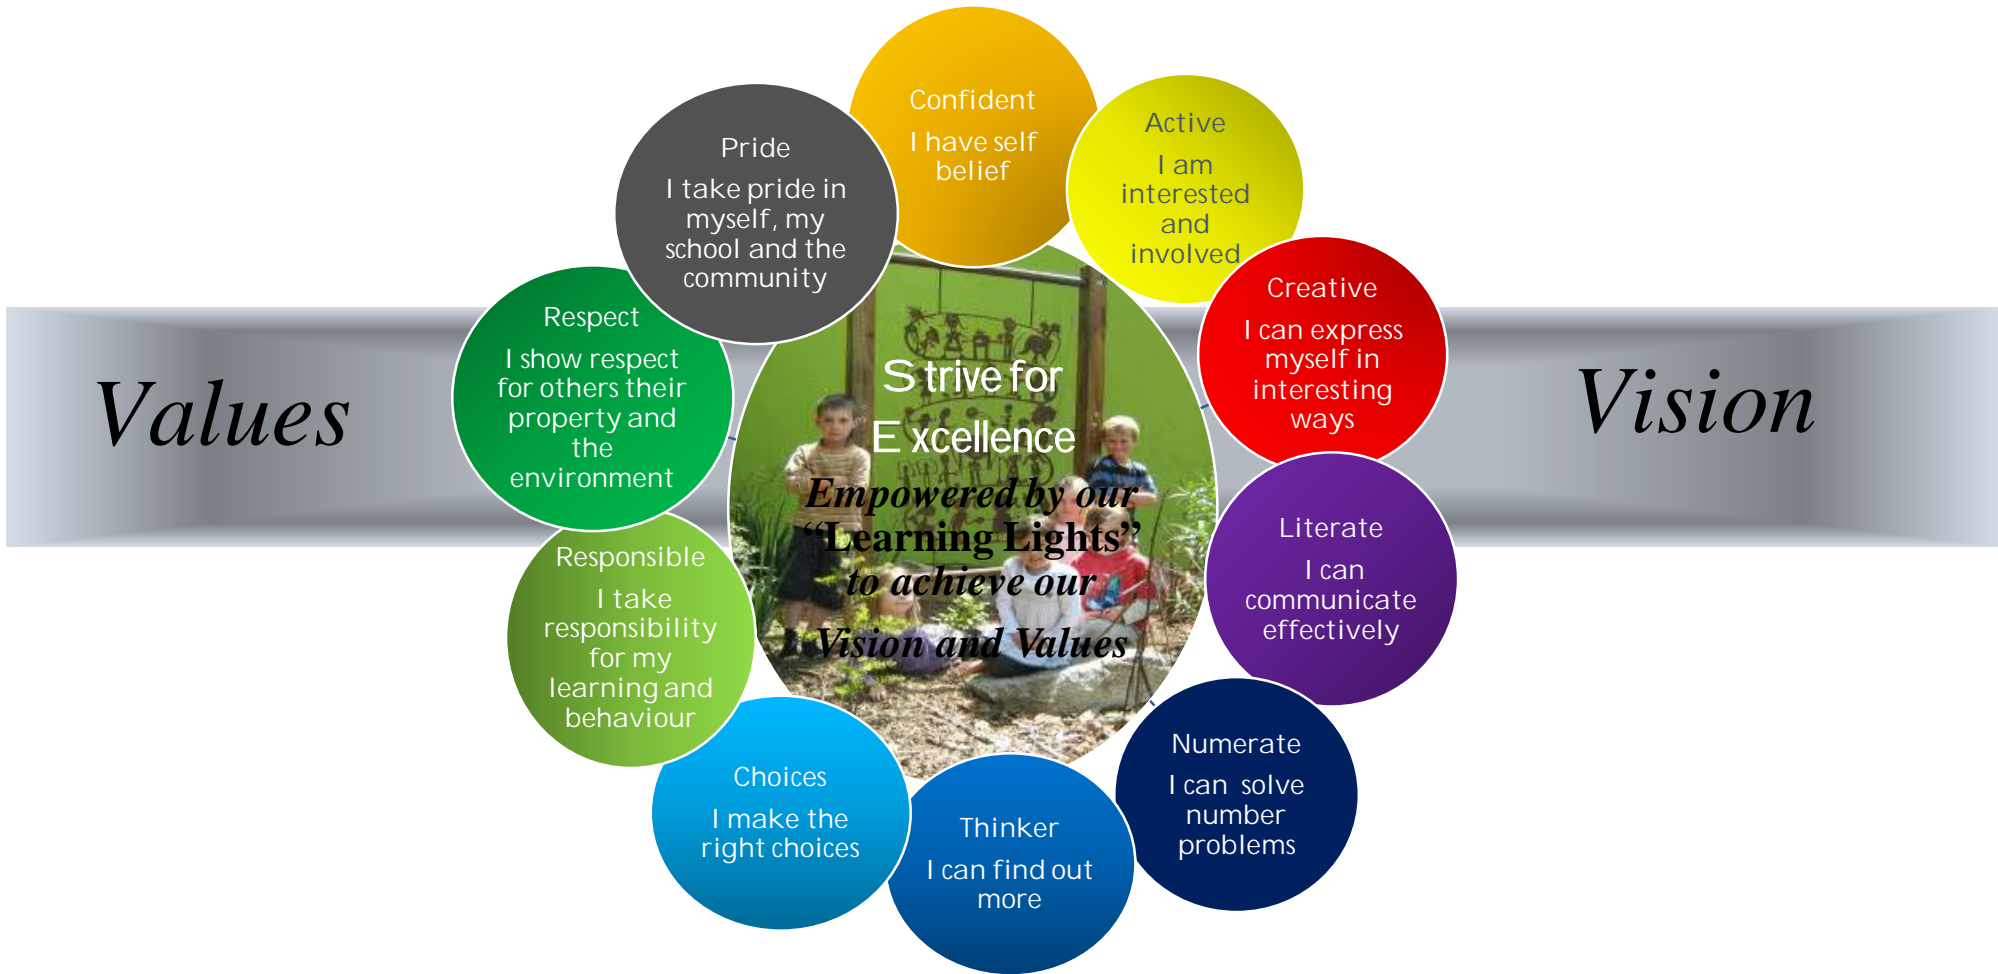 Confident
I have self
belief
Active
I am
interested
and
involved
Creative
I can express
myself in
interesting
ways
Literate
I can
communicate
effectively
Numerate
I can solve
number
problems
Thinker
I can find out
more
Choices
I make the
right choices
Responsible
I take
responsibility
for my
learning and
behaviour
Respect
I show respect
for others their
property and
the
environment
Pride
I take pride in
myself, my
school and the
community
Values
Strive for
Excellence
Empowered by our
“Learning Lights”
to achieve our
Vision and Values
Vision